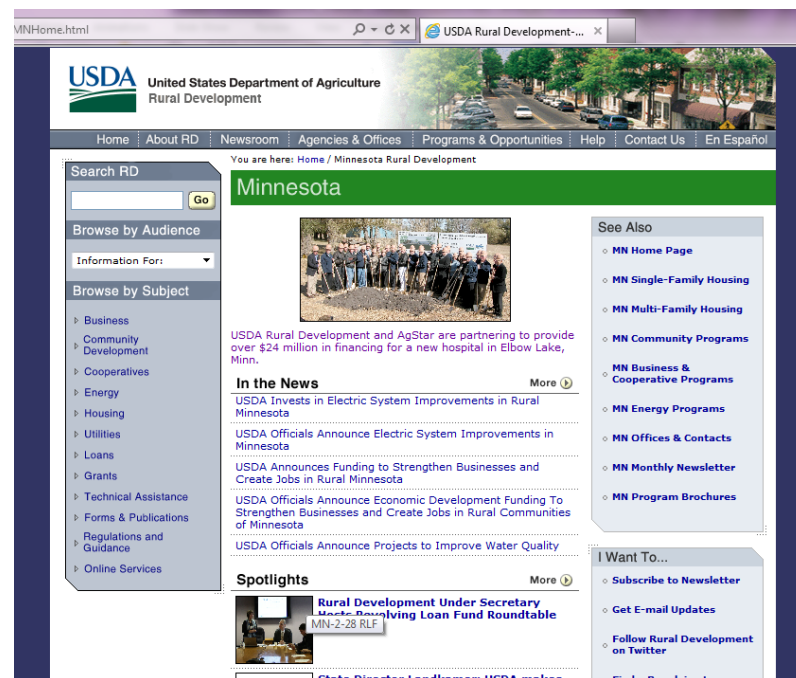 MNHome.html
USDA Rural Development-...
USDA
United States Department of Agriculture
Rural Development
Home About RD Newsroom Agencies & Offices Programs & Opportunities Help Contact Us En Español
You are here: Home / Minnesota Rural Development
Search RD
Go
Browse by Audience
Information For:
Browse by Subject
Business
Community
Development
Cooperatives
Energy
Housing
Utilities
Loans
Grants
Technical Assistance
Forms & Publications
Regulations and
Guidance
Online Services
Minnesota
USDA Rural Development and AgStar are partnering to provide
over $24 million in financing for a new hospital in Elbow Lake,
Minn.
In the News More
USDA Invests in Electric System Improvements in Rural
Minnesota
USDA Officials Announce Electric System Improvements in
Minnesota
USDA Announces Funding to Strengthen Businesses and
Create Jobs in Rural Minnesota
USDA Officials Announce Economic Development Funding To
Strengthen Businesses and Create Jobs in Rural Communities
of Minnesota
USDA Officials Announce Projects to Improve Water Quality
Spotlights More
Rural Development Under Secretary
Hosts Revolving Loan Fund Roundtable
MN-2-28 RLF
State Director Landkamer: USDA makes
See Also
MN Home Page
MN Single-Family Housing
MN Multi-Family Housing
MN Community Programs
MN Business &
Cooperative Programs
MN Energy Programs
MN Offices & Contacts
MN Monthly Newsletter
MN Program Brochures
I Want To...
Subscribe to Newsletter
Get E-mail Updates
Follow Rural Development
on Twitter